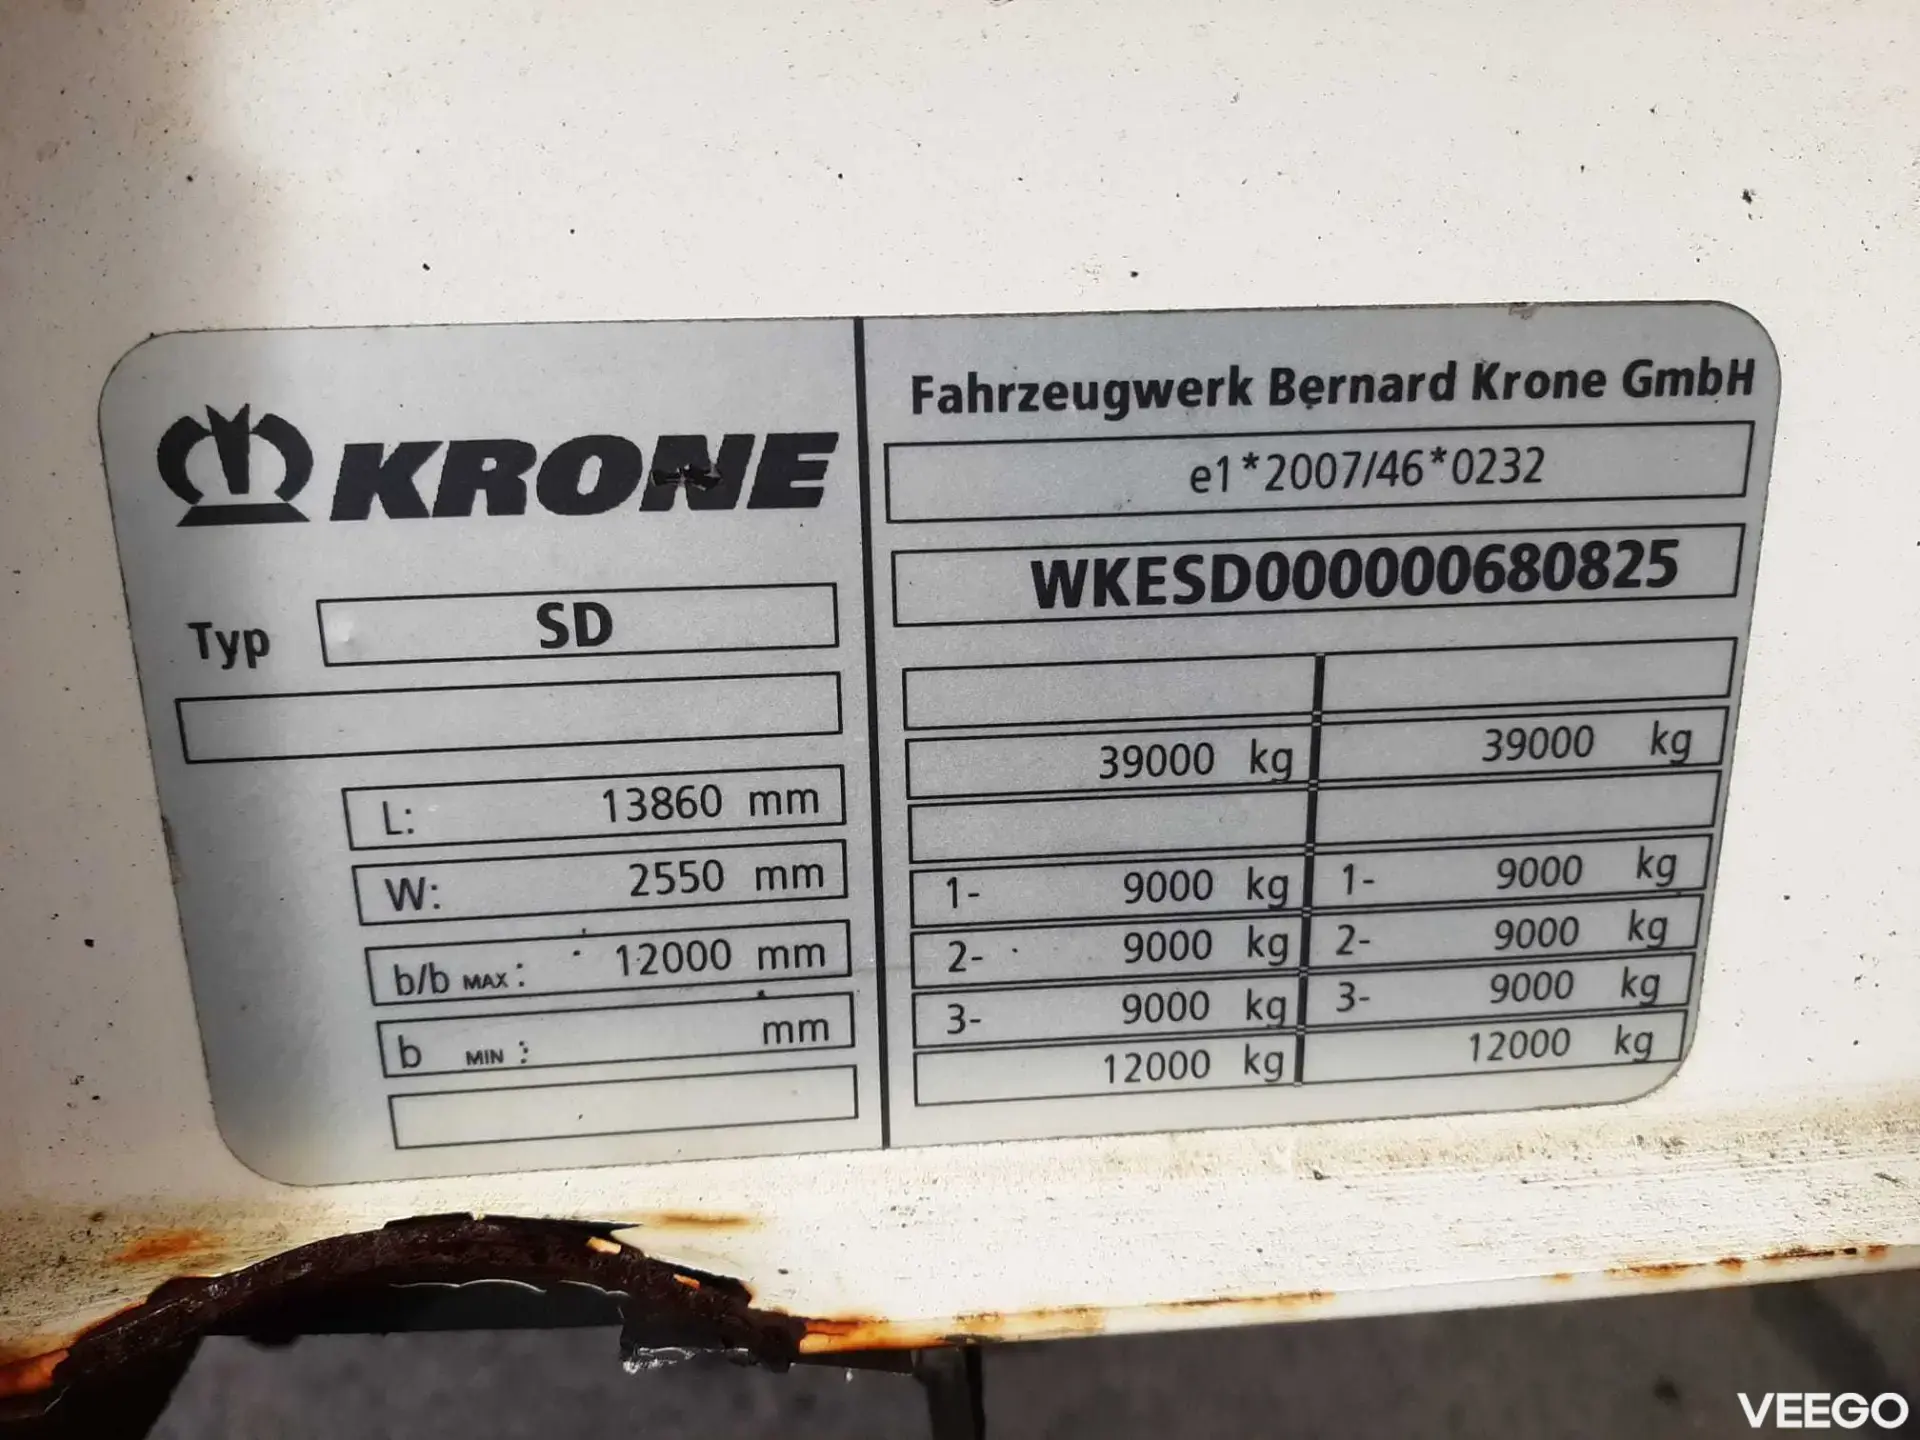 KRONE
Typ SD
L: 13860 mm
W: 2550 mm
b/b MAX: 12000 mm
b MIN: mm
Fahrzeugwerk Bernard Krone GmbH
e1*2007/46*0232
WKESD000000680825
39000 kg 39000 kg
1- 9000 kg 1- 9000 kg
2- 9000 kg 2- 9000 kg
3- 9000 kg 3- 9000 kg
12000 kg 12000 kg
VEEGO